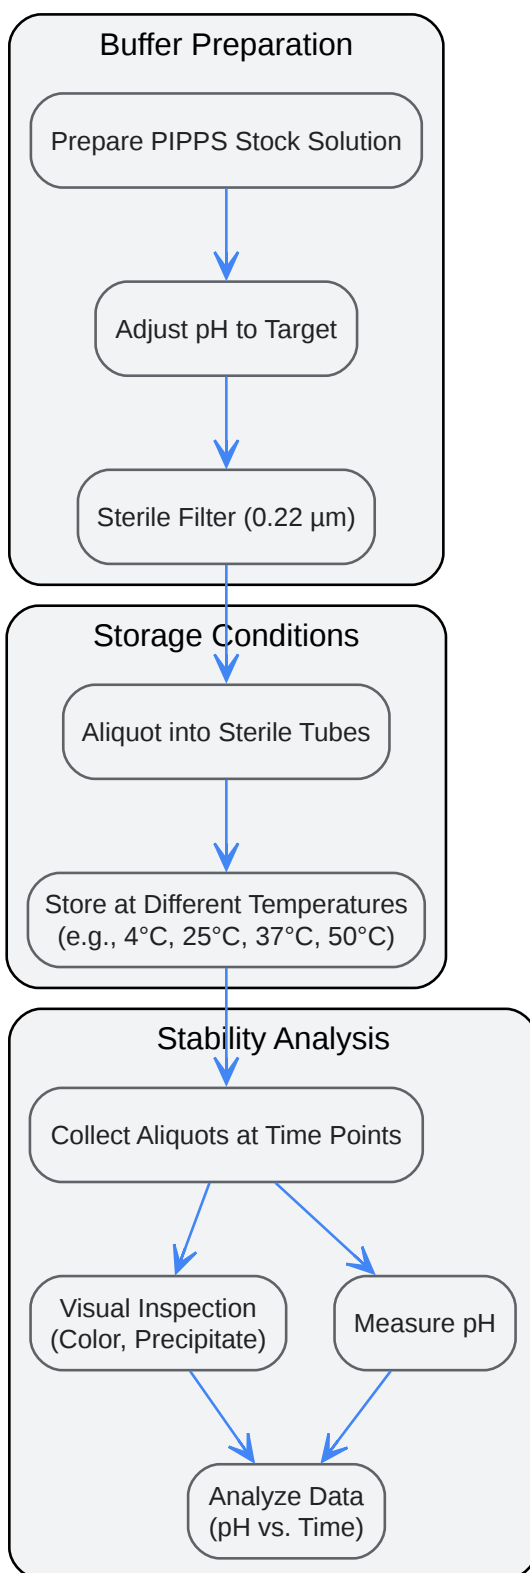 Buffer Preparation
Prepare PIPPS Stock Solution
Adjust pH to Target
Sterile Filter (0.22 µm)
Storage Conditions
Aliquot into Sterile Tubes
Store at Different Temperatures
(e.g., 4°C, 25°C, 37°C, 50°C)
Stability Analysis
Collect Aliquots at Time Points
Visual Inspection
(Color, Precipitate)
Measure pH
Analyze Data
(pH vs. Time)